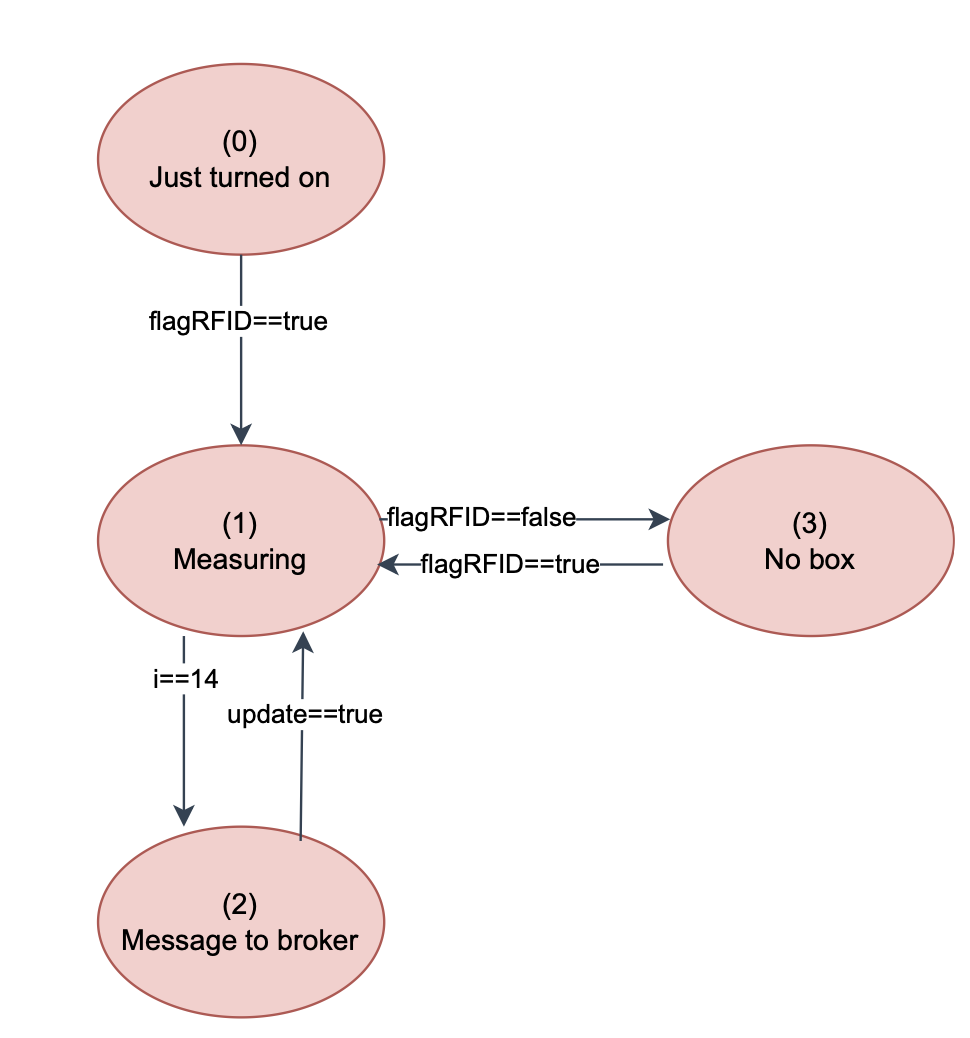 (0)
Just turned on
flagRFID==true
(1)
Measuring
flagRFID==false
flagRFID==true
(3)
No box
i==14
update==true
(2)
Message to broker